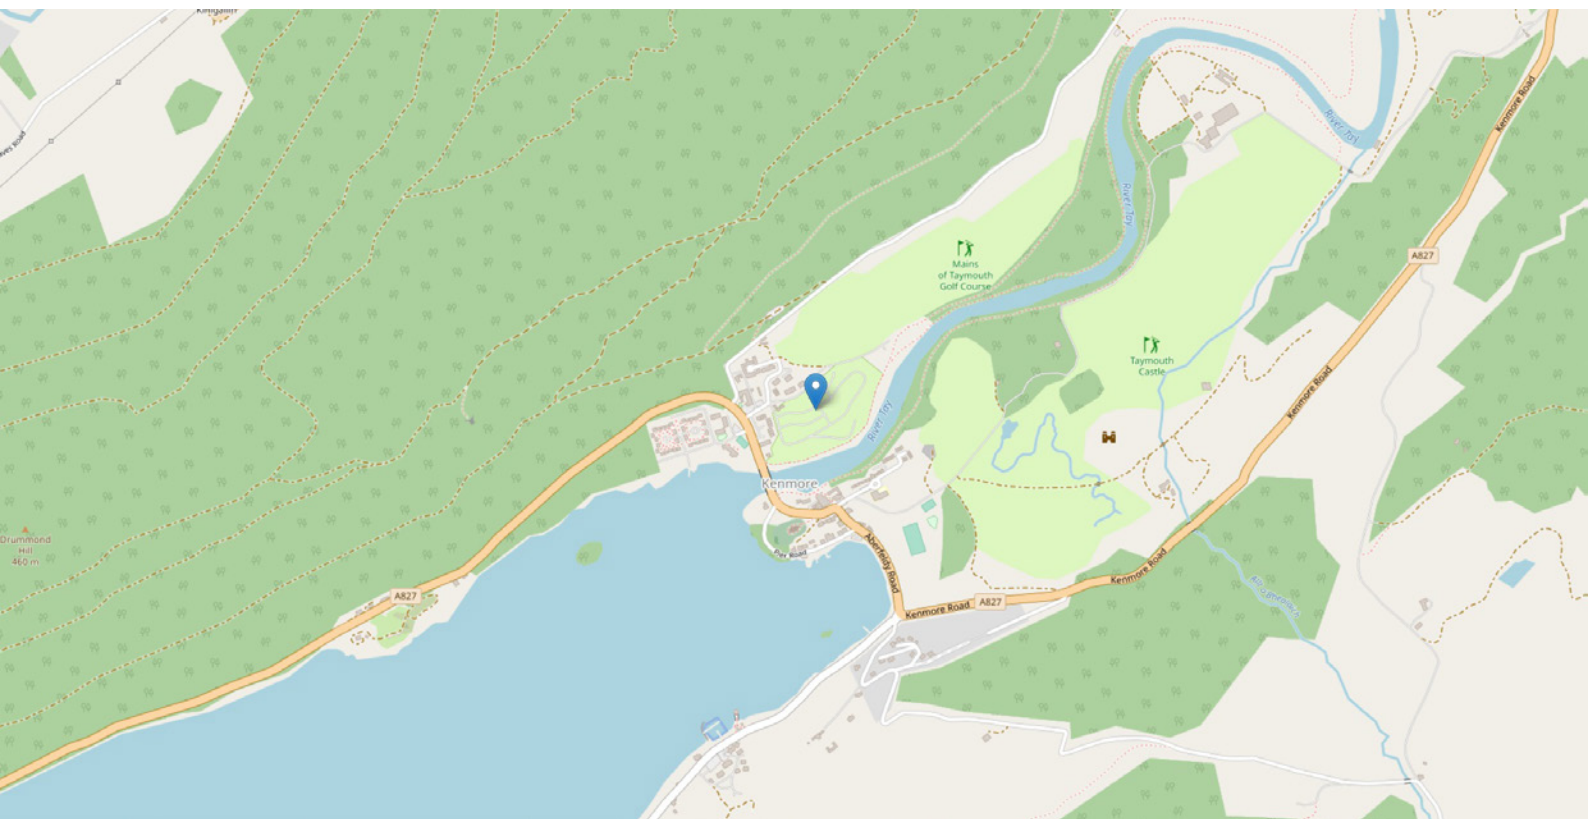 River Tay
Kenmore Road
River Tay
A827
Mains
of Taymouth
Golf Course
Taymouth
Castle
Kenmore Road
River Tay
Kenmore
Drummond
Hill
460 m
Pier Road
Aberfeldy Road
Kenmore Road
A827
Kenmore Road
A827